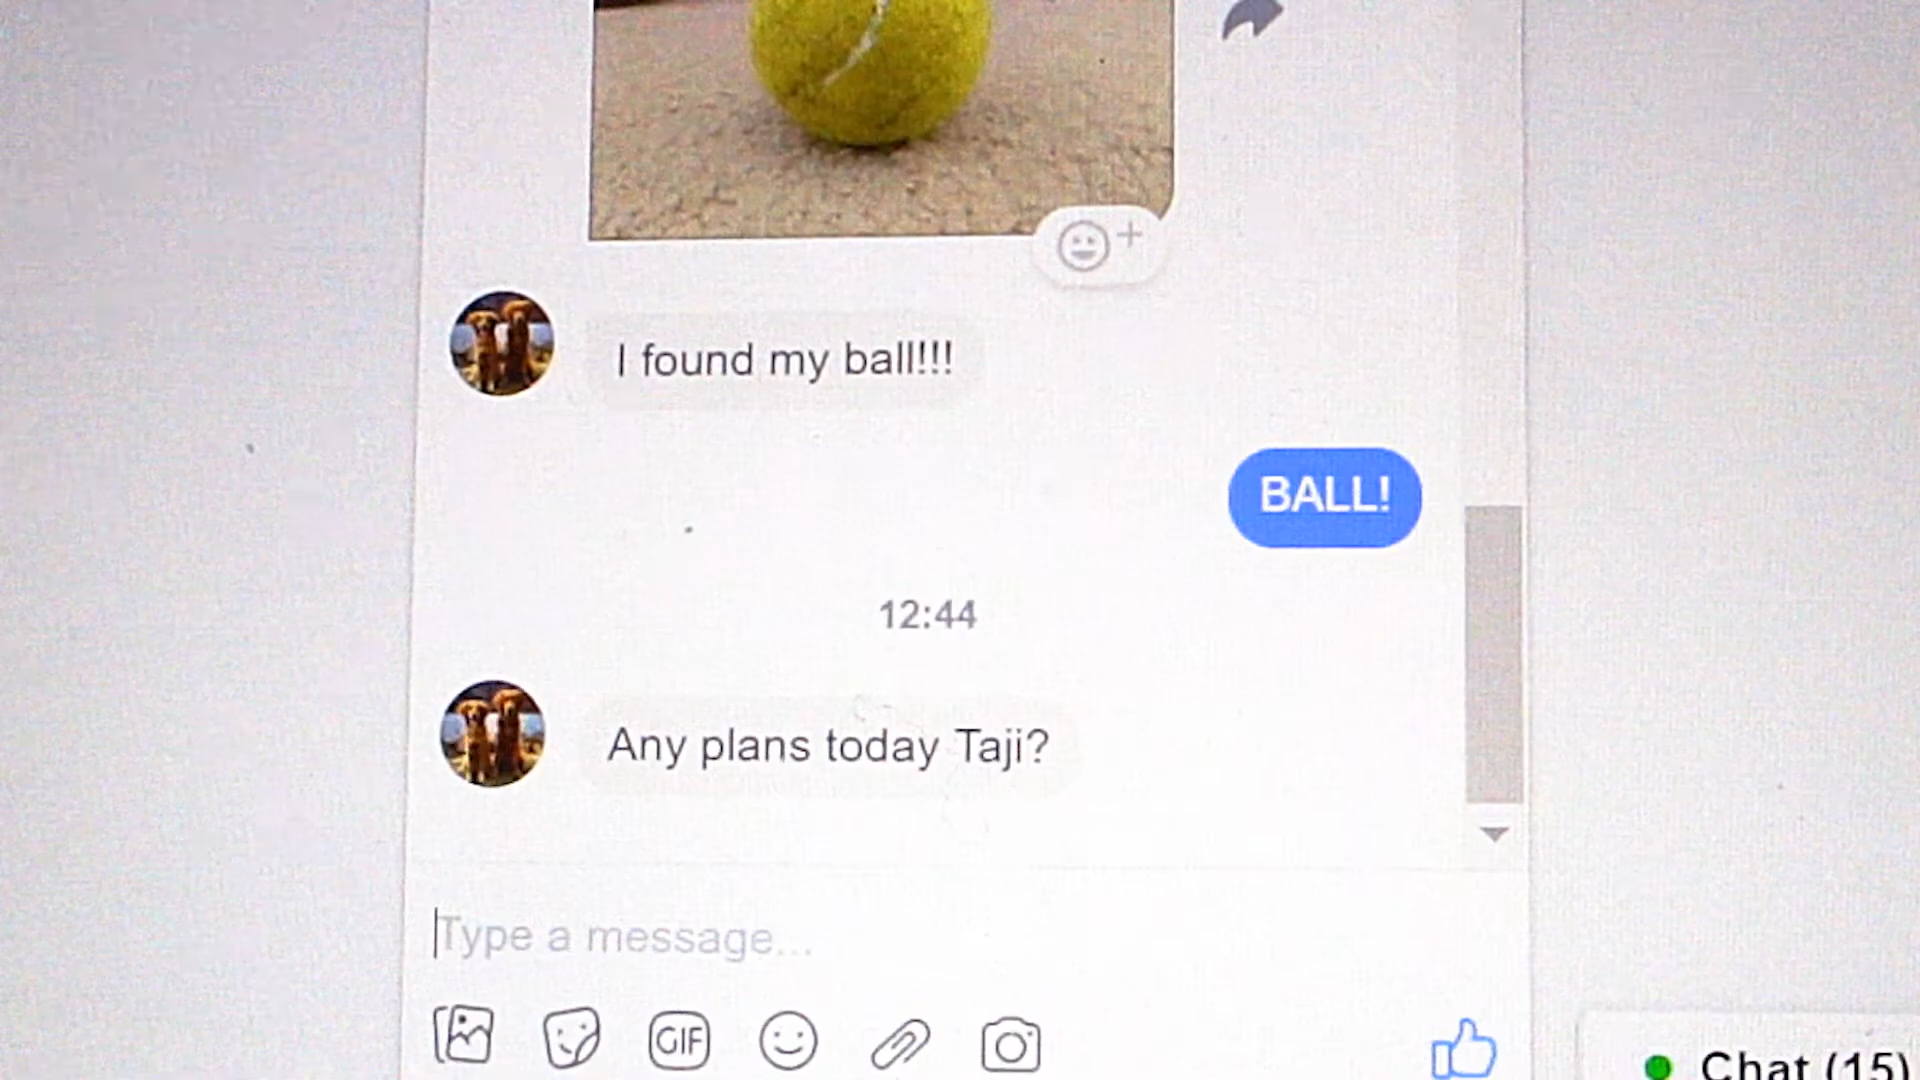 I found my ball!!!
BALL!
12:44
Any plans today Taji?
Type a message...
GIF
Chat (15)